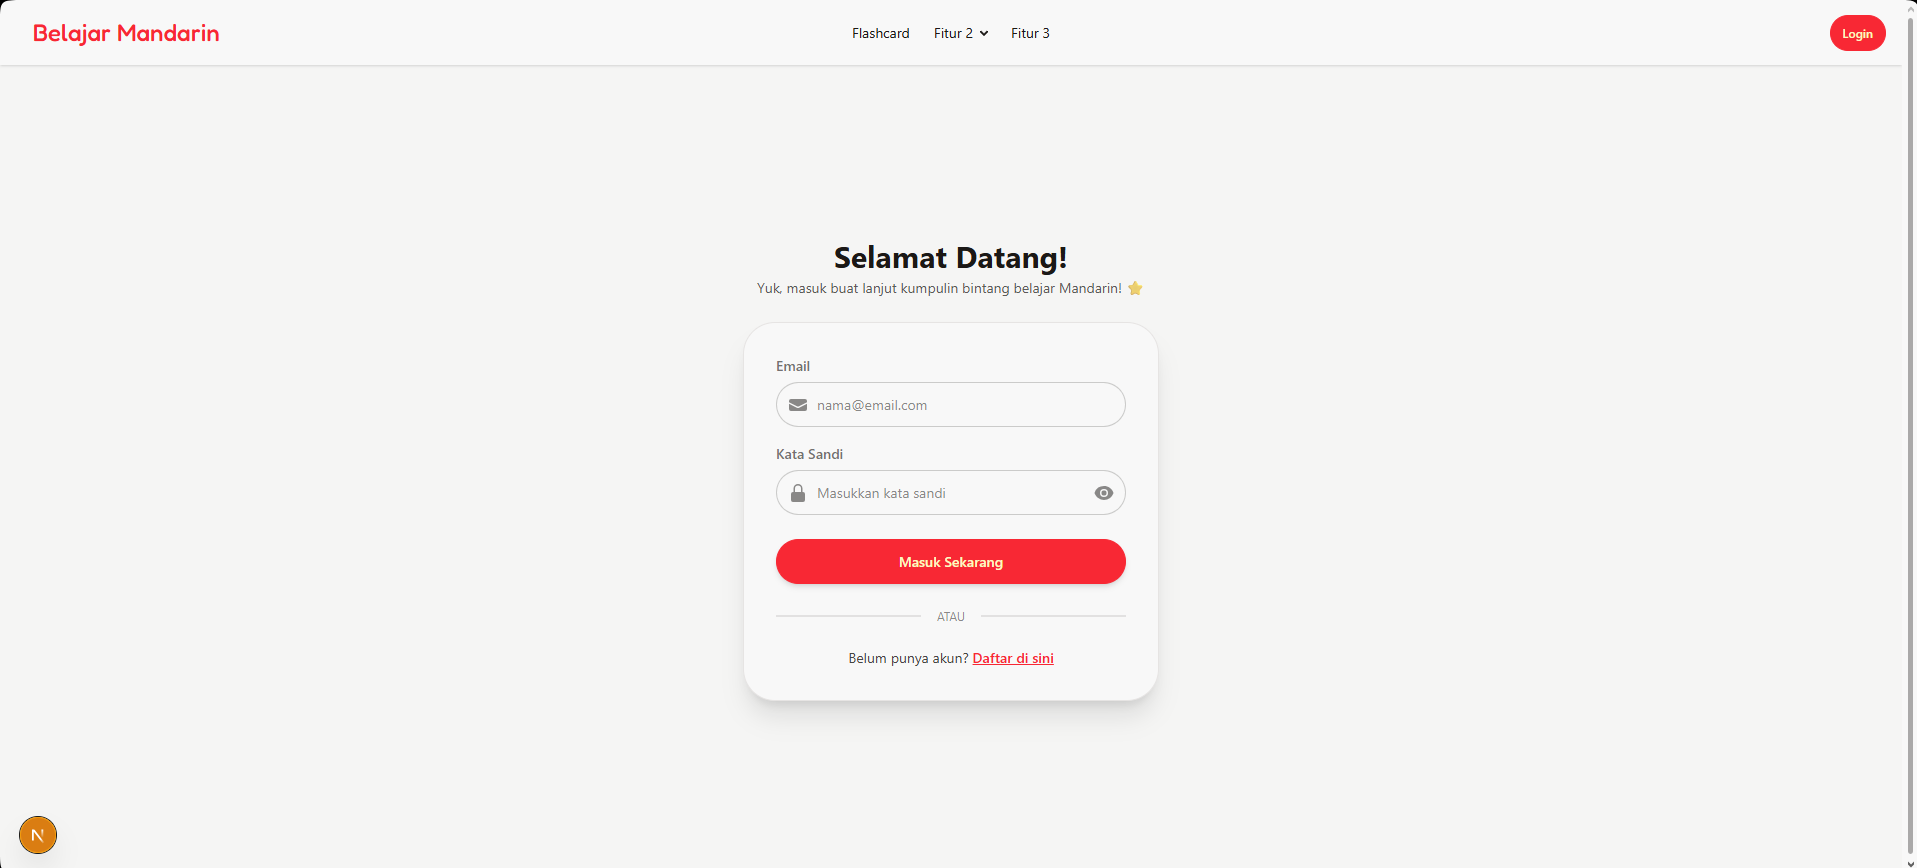 Belajar Mandarin
Flashcard
Fitur 2
Fitur 3
Login
Selamat Datang!
Yuk, masuk buat lanjut kumpulin bintang belajar Mandarin! ⭐
Email
nama@email.com
Kata Sandi
Masukkan kata sandi
Masuk Sekarang
ATAU
Belum punya akun? Daftar di sini
N